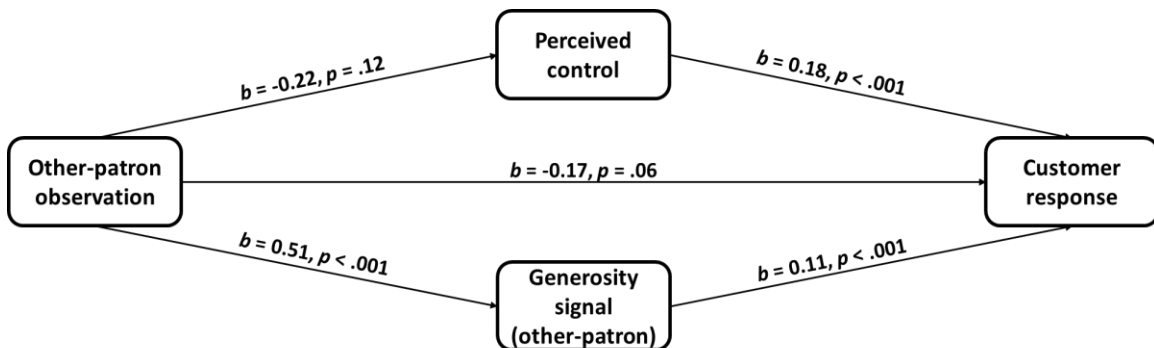 Perceived
control
b = -0.22, p = .12
b = 0.18, p < .001
Other-patron
observation
b = -0.17, p = .06
Customer
response
b = 0.51, p < .001
b = 0.11, p < .001
Generosity
signal
(other-patron)